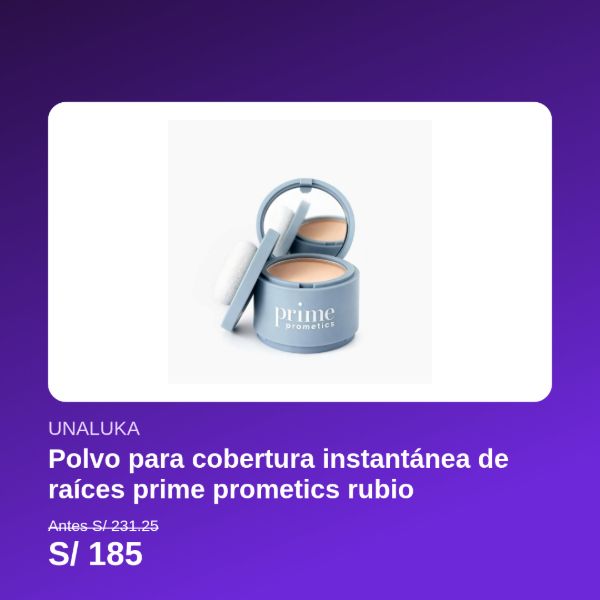 prime
prometics
UNALUKA
Polvo para cobertura instantánea de
raíces prime prometics rubio
Antes S/ 231.25
S/ 185